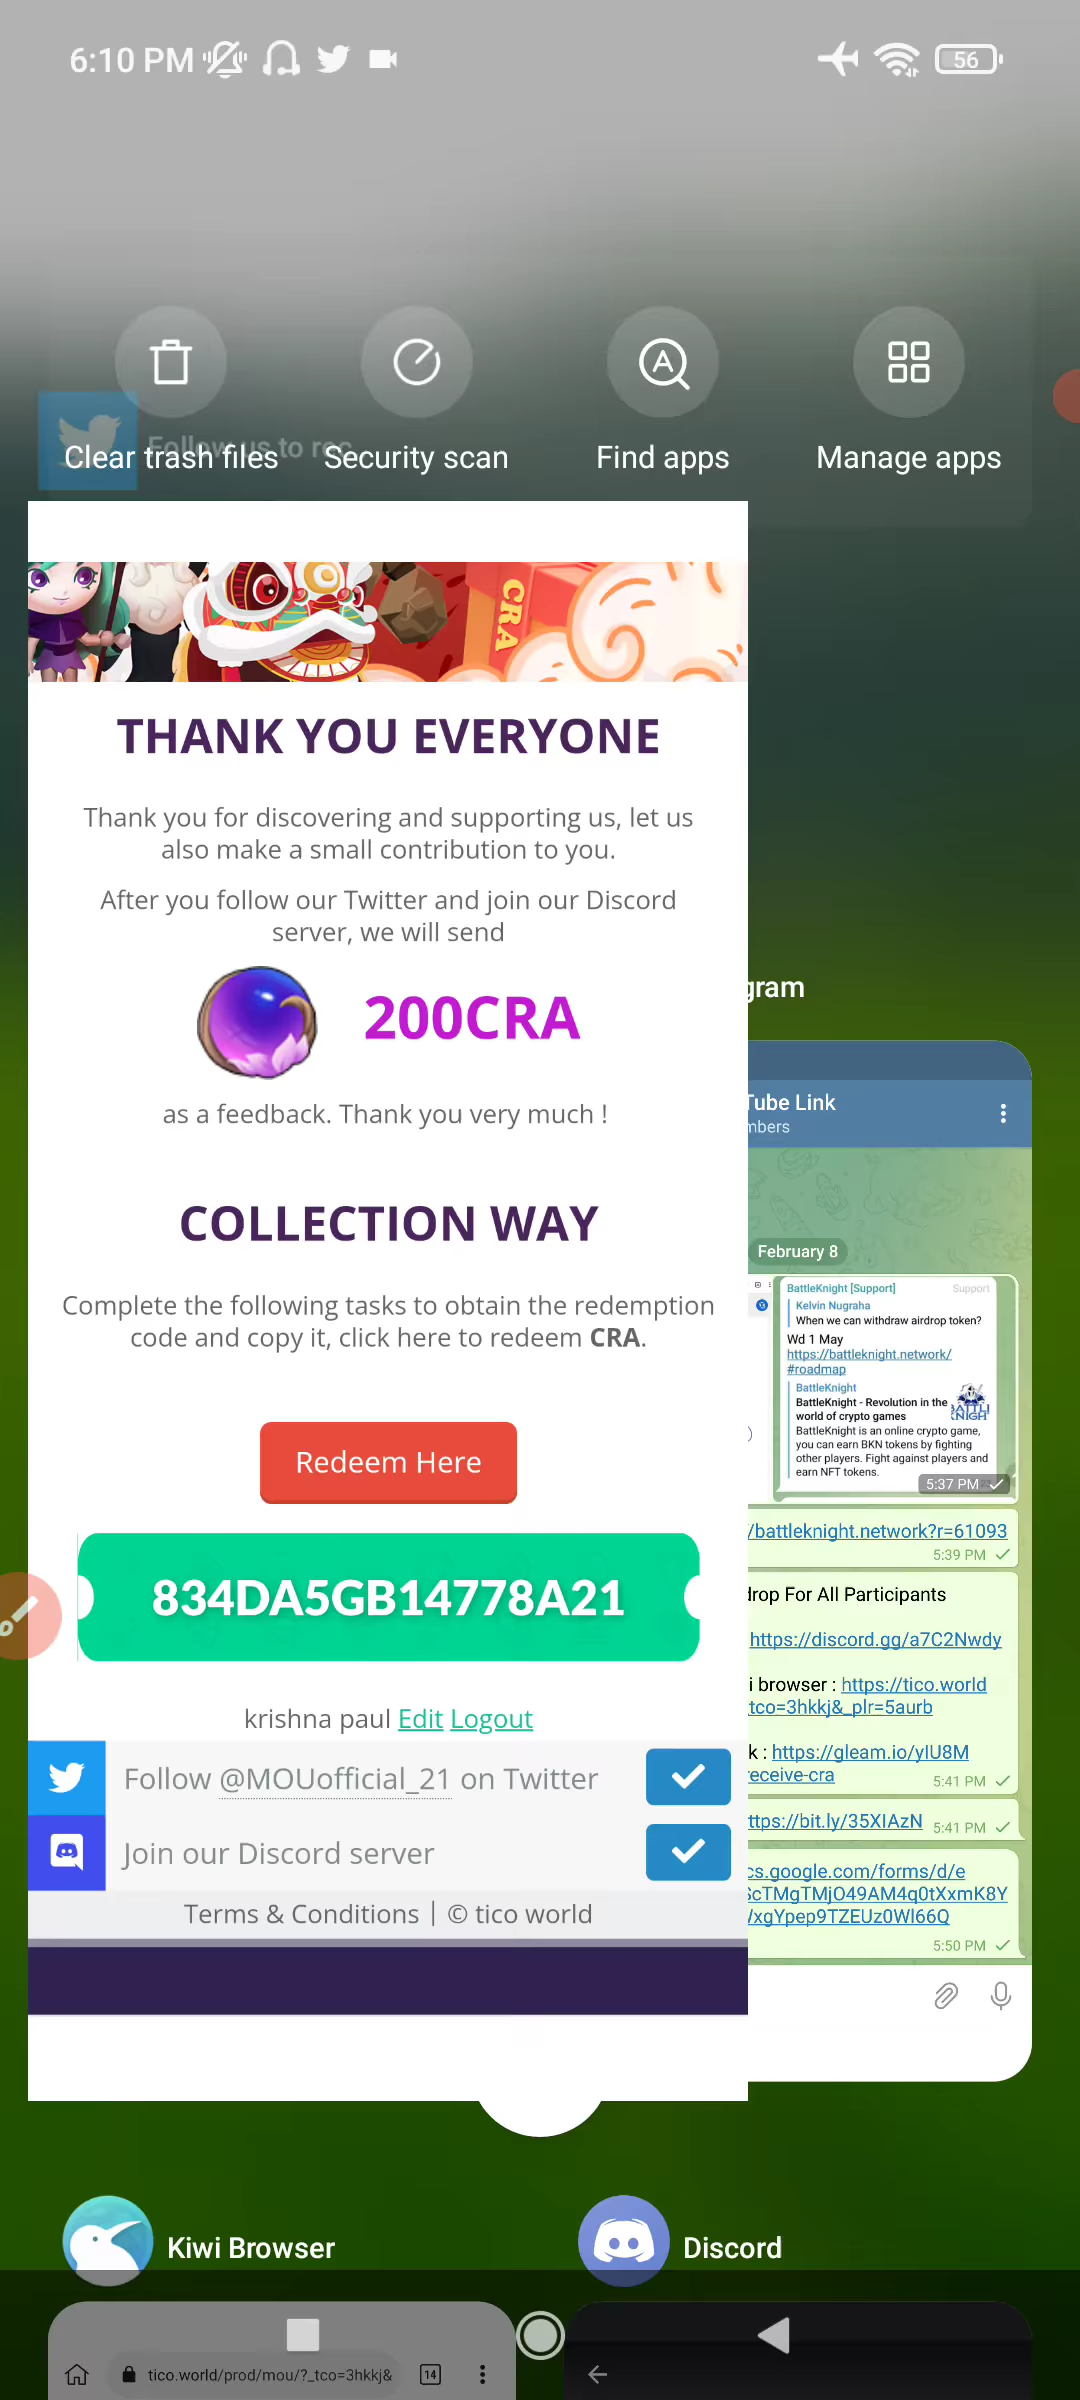 6:10 PM
56
Follow us to rec
Clear trash files
Security scan
Find apps
Manage apps
CRA
THANK YOU EVERYONE
Thank you for discovering and supporting us, let us
also make a small contribution to you.
After you follow our Twitter and join our Discord
server, we will send
200CRA
as a feedback. Thank you very much !
COLLECTION WAY
Complete the following tasks to obtain the redemption
code and copy it, click here to redeem CRA.
Redeem Here
834DA5GB14778A21
krishna paul Edit Logout
Follow @MOUofficial_21 on Twitter
Join our Discord server
Terms & Conditions | © tico world
gram
Tube Link
mbers
February 8
BattleKnight [Support]
Support
Kelvin Nugraha
When we can withdraw airdrop token?
Wd 1 May
https://battleknight.network/
#roadmap
BattleKnight
BattleKnight - Revolution in the
world of crypto games
BattleKnight is an online crypto game,
you can earn BKN tokens by fighting
other players. Fight against players and
earn NFT tokens.
5:37 PM
/battleknight.network?r=61093
5:39 PM
drop For All Participants
https://discord.gg/a7C2Nwdy
i browser : https://tico.world
tco=3hkkj&_plr=5aurb
k : https://gleam.io/yIU8M
receive-cra
5:41 PM
ttps://bit.ly/35XIAzN
5:41 PM
cs.google.com/forms/d/e
ScTMgTMjO49AM4q0tXxmK8Y
/xgYpep9TZEUz0Wl66Q
5:50 PM
Kiwi Browser
Discord
tico.world/prod/mou/?_tco=3hkkj&
14